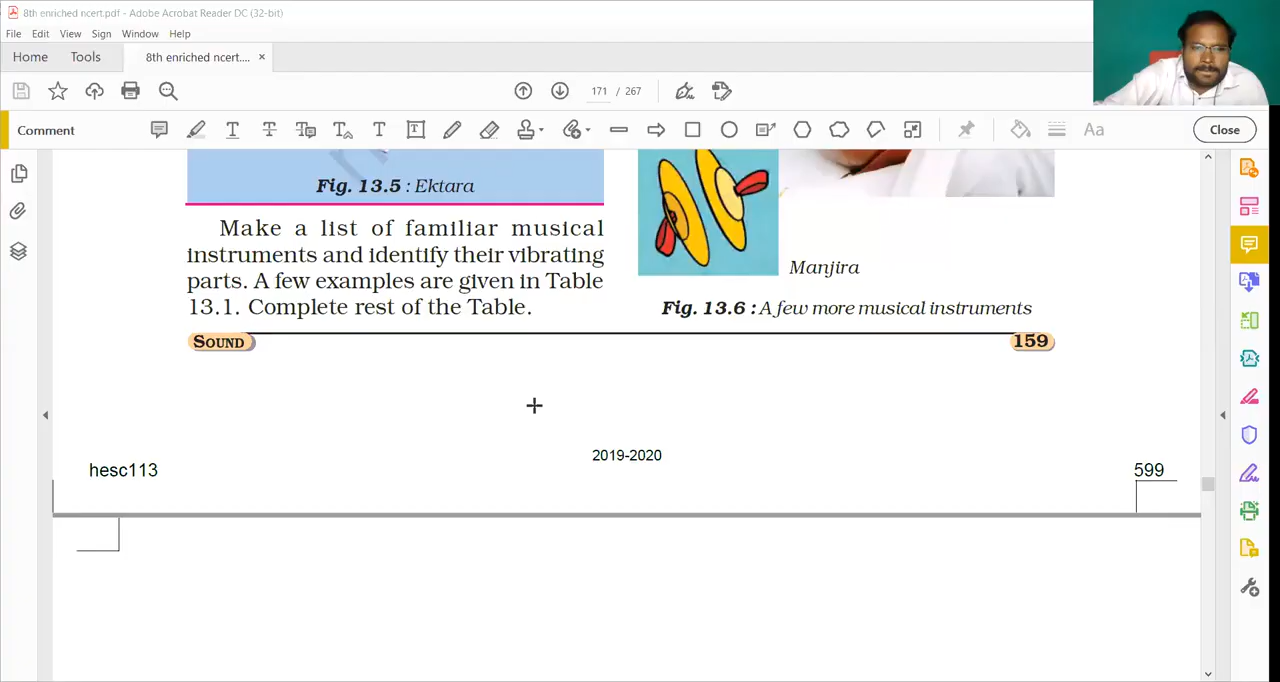 8th enriched ncert.pdf - Adobe Acrobat Reader DC (32-bit)
File Edit View Sign Window Help
Home Tools 8th enriched ncert.... ×
171 / 267
Comment
Aa
Close
Fig. 13.5 : Ektara
Make a list of familiar musical
instruments and identify their vibrating
parts. A few examples are given in Table
13.1. Complete rest of the Table.
Manjira
Fig. 13.6 : A few more musical instruments
SOUND
159
2019-2020
hesc113
599